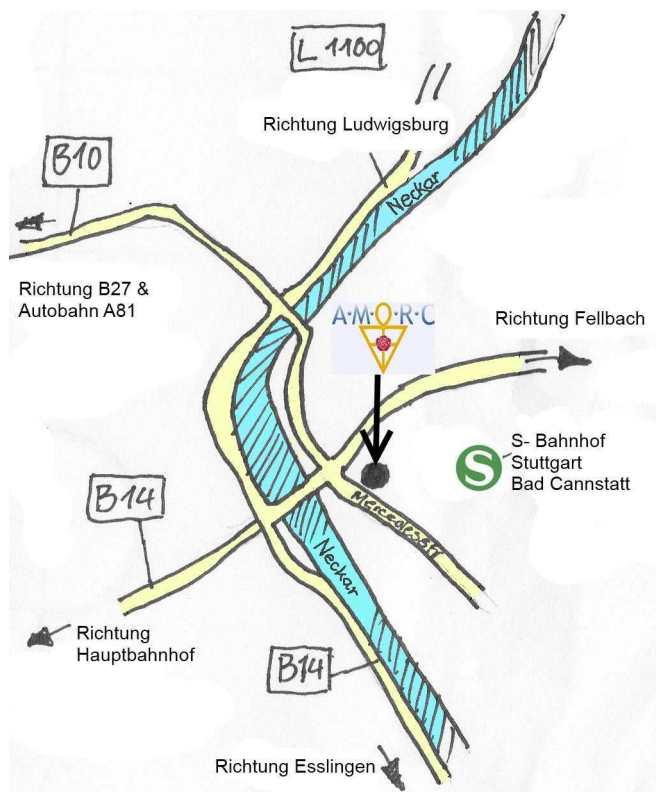 L 1100
Richtung Ludwigsburg
B10
Neckar
Richtung B27 &
Autobahn A81
A·M·O·R·C
Richtung Fellbach
S- Bahnhof
Stuttgart
Bad Cannstatt
S
B14
Mercedesstr
Neckar
Richtung
Hauptbahnhof
B14
Richtung Esslingen